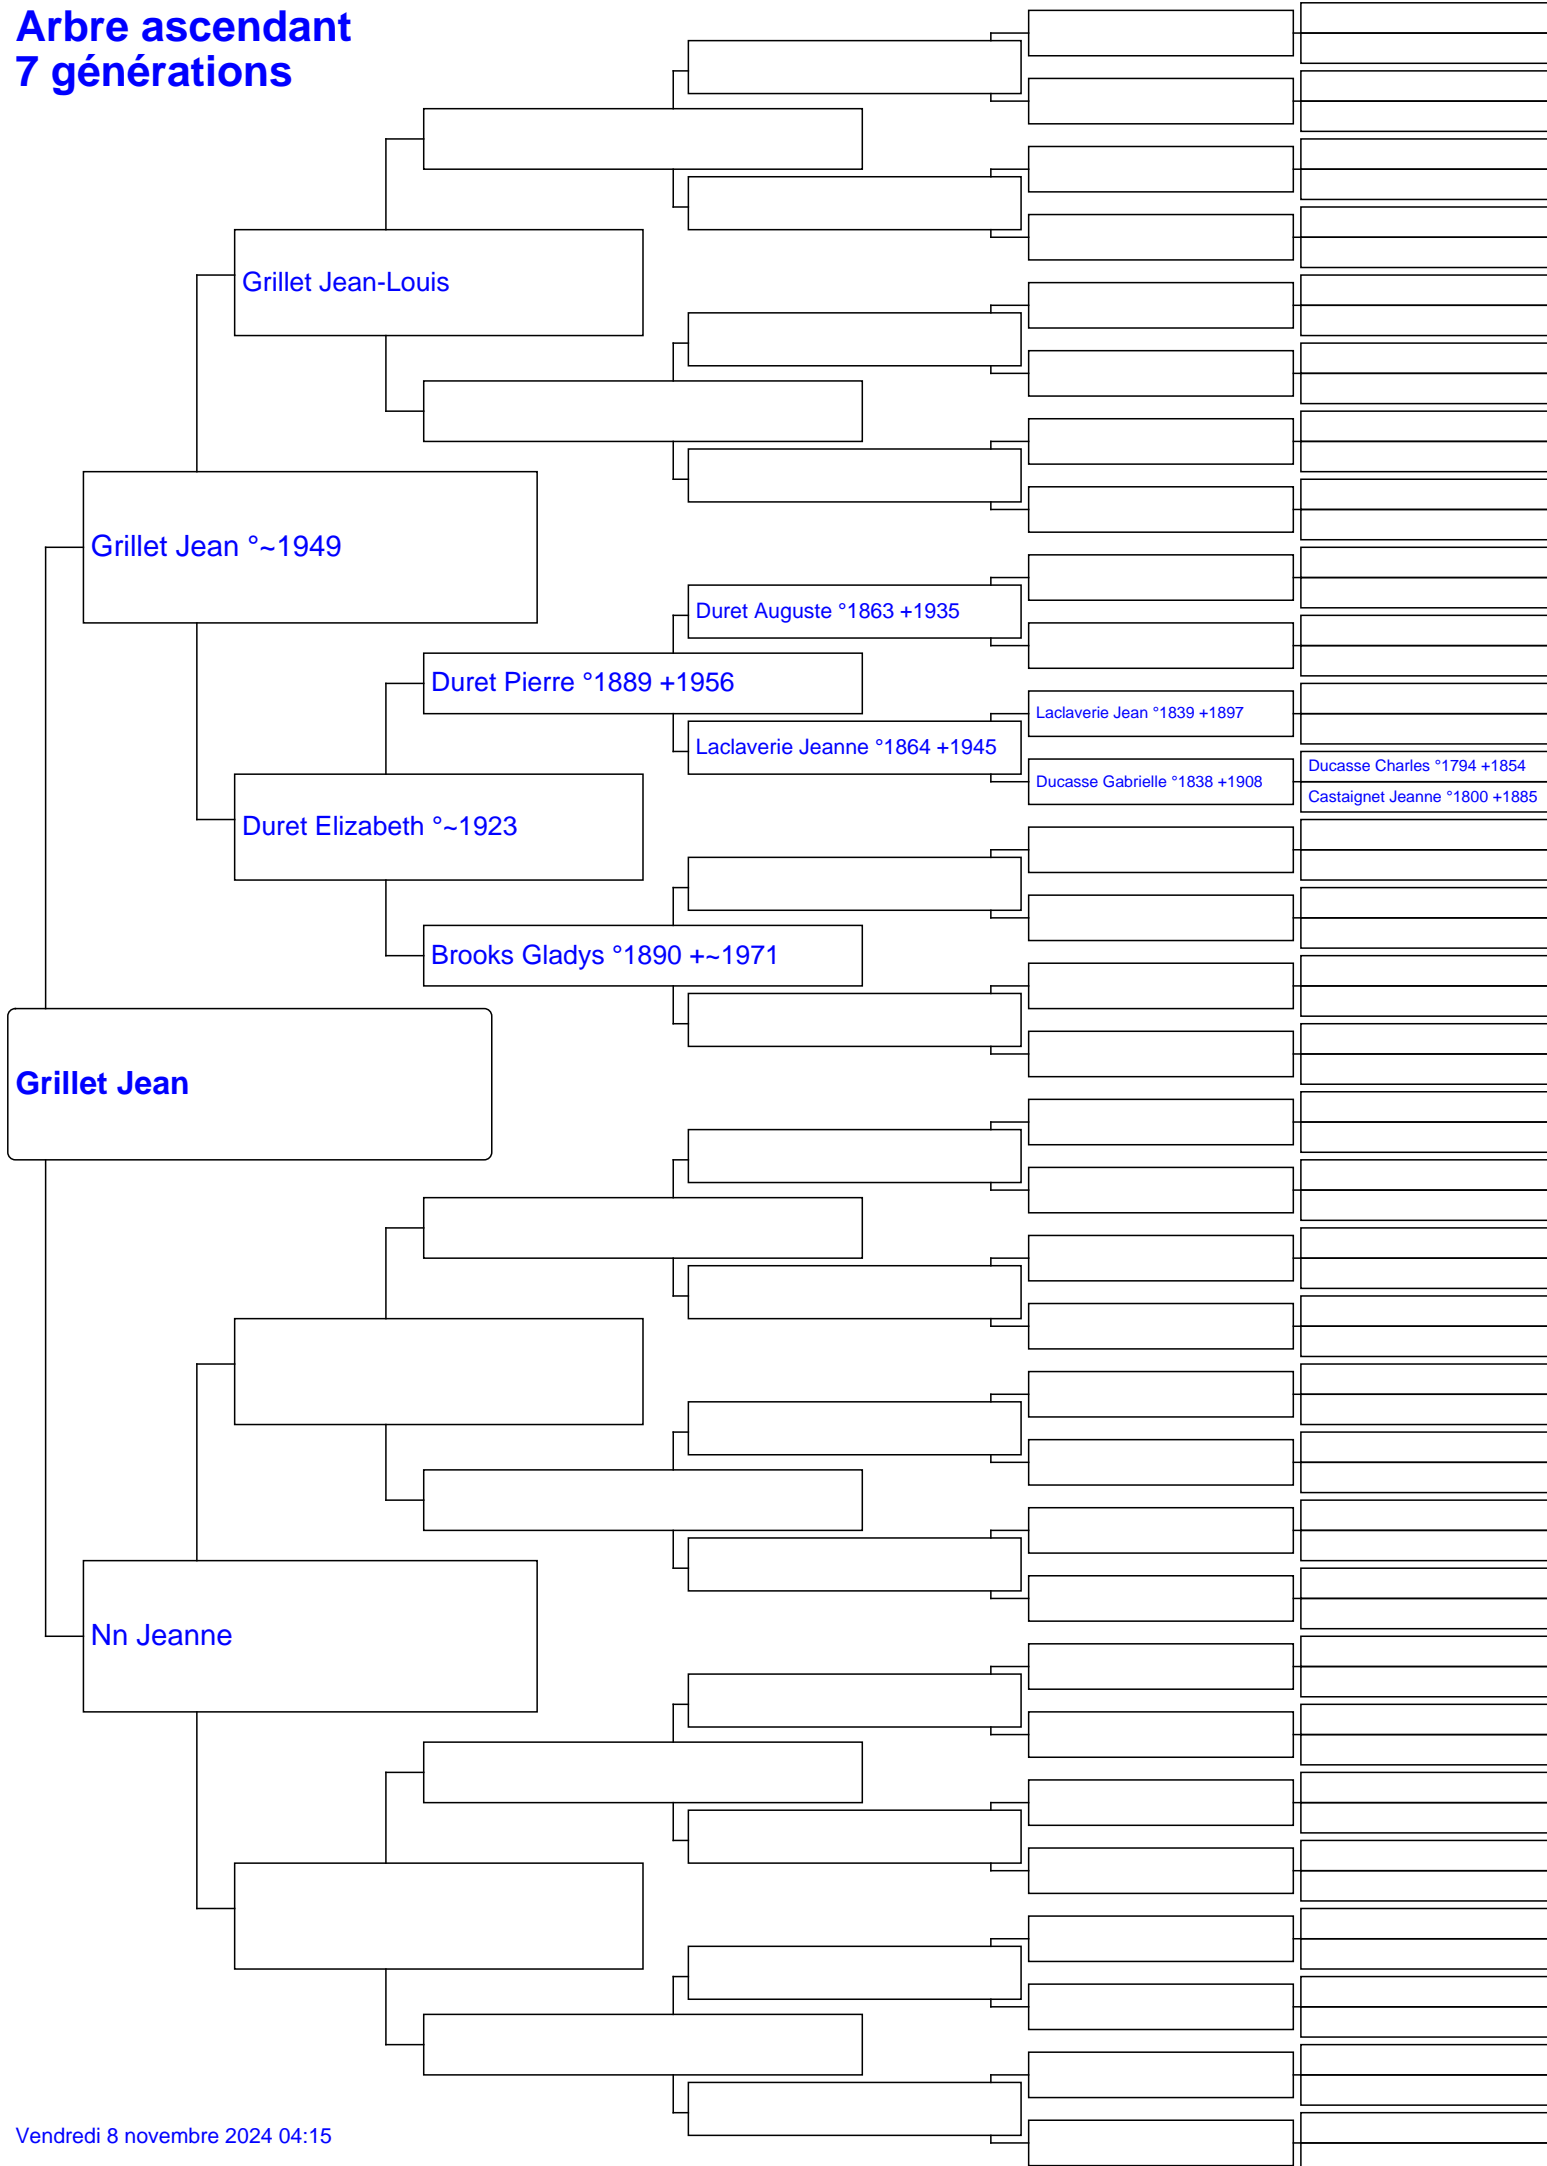 Arbre ascendant
7 générations
Grillet Jean-Louis
Grillet Jean °~1949
Duret Auguste °1863 +1935
Duret Pierre °1889 +1956
Laclaverie Jean °1839 +1897
Laclaverie Jeanne °1864 +1945
Ducasse Charles °1794 +1854
Ducasse Gabrielle °1838 +1908
Castaignet Jeanne °1800 +1885
Duret Elizabeth °~1923
Brooks Gladys °1890 +~1971
Grillet Jean
Nn Jeanne
Vendredi 8 novembre 2024 04:15